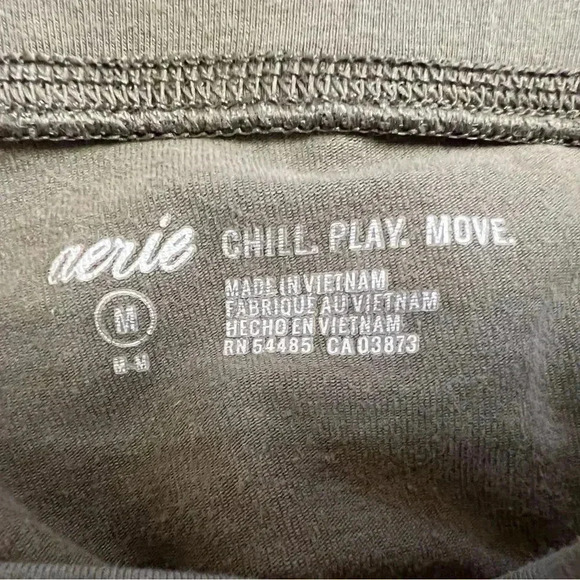 aerie CHILL. PLAY. MOVE.
M
M-M
MADE IN VIETNAM
FABRIQUE AU VIETNAM
HECHO EN VIETNAM
RN 54485 CA 03873